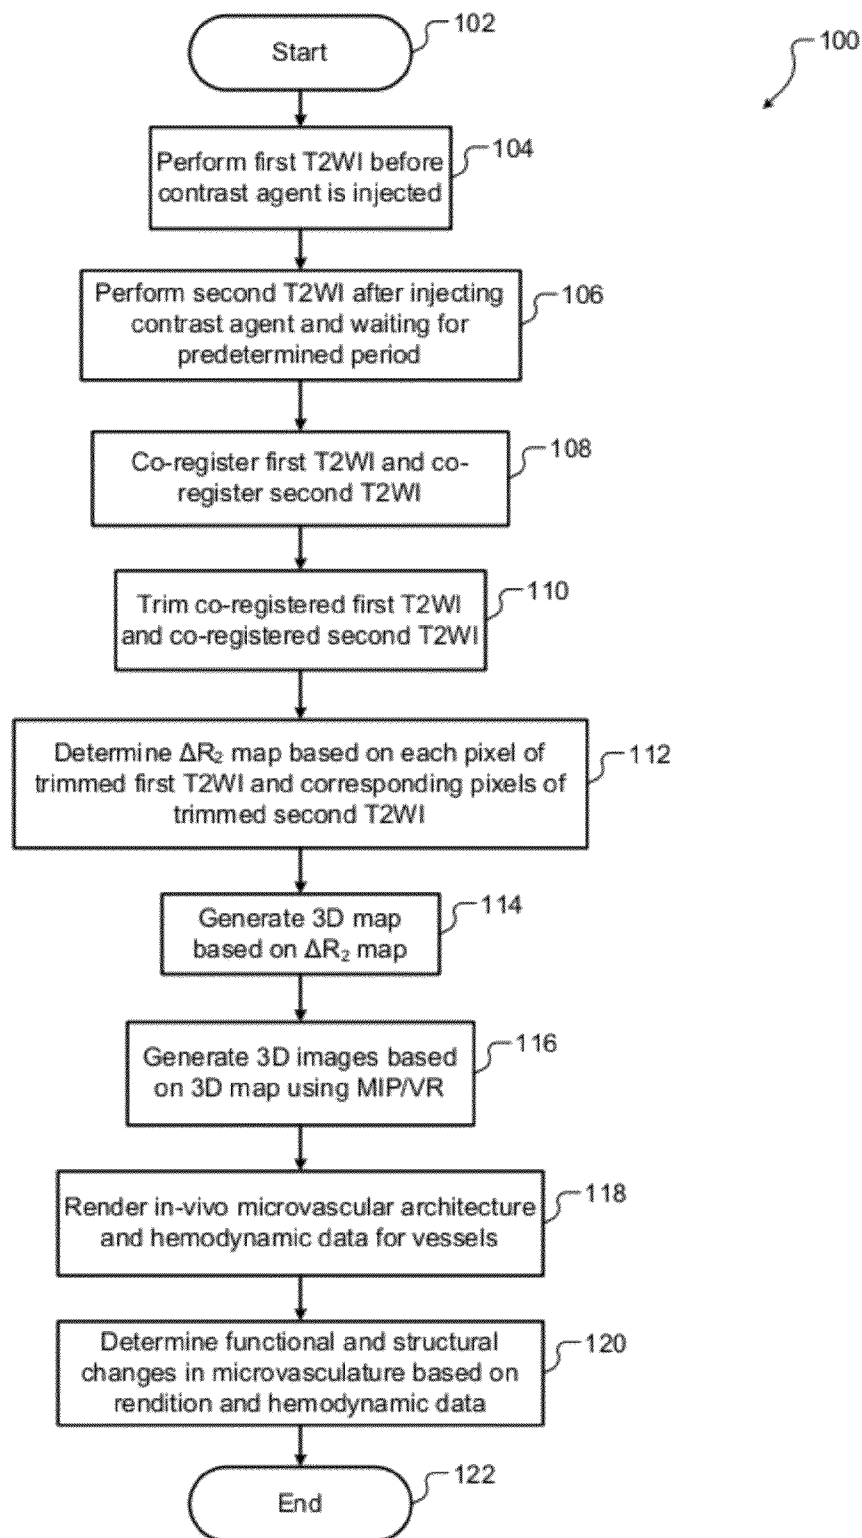 102
Start
100
104
Perform first T2WI before
contrast agent is injected
Perform second T2WI after injecting
contrast agent and waiting for
predetermined period
106
Co-register first T2WI and co-
register second T2WI
108
Trim co-registered first T2WI
and co-registered second T2WI
110
Determine ΔR₂ map based on each pixel of
trimmed first T2WI and corresponding pixels of
trimmed second T2WI
112
Generate 3D map
based on ΔR₂ map
114
Generate 3D images based
on 3D map using MIP/VR
116
Render in-vivo microvascular architecture
and hemodynamic data for vessels
118
Determine functional and structural
changes in microvasculature based on
rendition and hemodynamic data
120
End
122